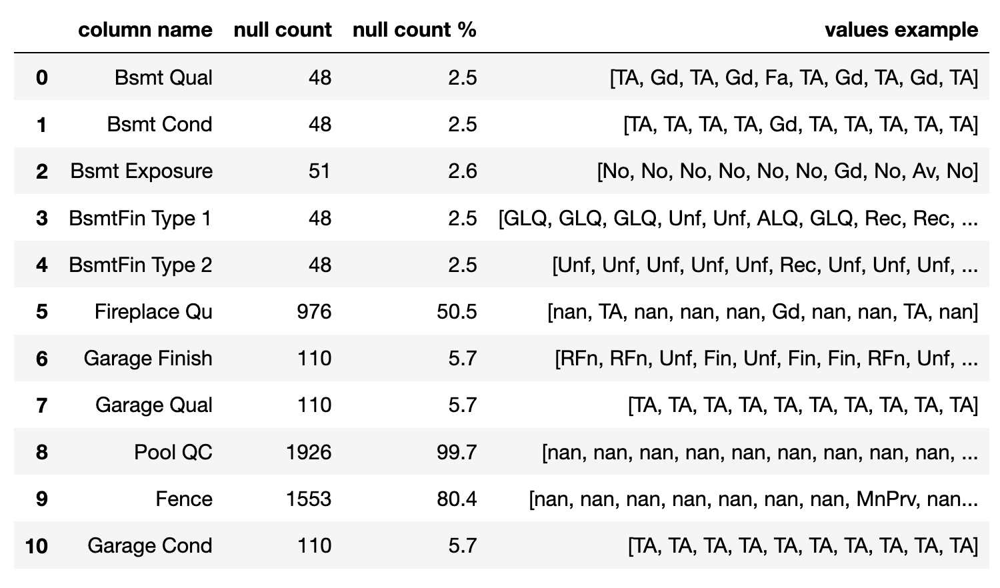 column name null count null count % values example
0 Bsmt Qual 48 2.5 [TA, Gd, TA, Gd, Fa, TA, Gd, TA, Gd, TA]
1 Bsmt Cond 48 2.5 [TA, TA, TA, TA, Gd, TA, TA, TA, TA, TA]
2 Bsmt Exposure 51 2.6 [No, No, No, No, No, No, Gd, No, Av, No]
3 BsmtFin Type 1 48 2.5 [GLQ, GLQ, GLQ, Unf, Unf, ALQ, GLQ, Rec, Rec, ...
4 BsmtFin Type 2 48 2.5 [Unf, Unf, Unf, Unf, Unf, Rec, Unf, Unf, Unf, ...
5 Fireplace Qu 976 50.5 [nan, TA, nan, nan, nan, Gd, nan, nan, TA, nan]
6 Garage Finish 110 5.7 [RFn, RFn, Unf, Fin, Unf, Fin, Fin, RFn, Unf, ...
7 Garage Qual 110 5.7 [TA, TA, TA, TA, TA, TA, TA, TA, TA, TA]
8 Pool QC 1926 99.7 [nan, nan, nan, nan, nan, nan, nan, nan, nan, ...
9 Fence 1553 80.4 [nan, nan, nan, nan, nan, nan, nan, MnPrv, nan...
10 Garage Cond 110 5.7 [TA, TA, TA, TA, TA, TA, TA, TA, TA, TA]